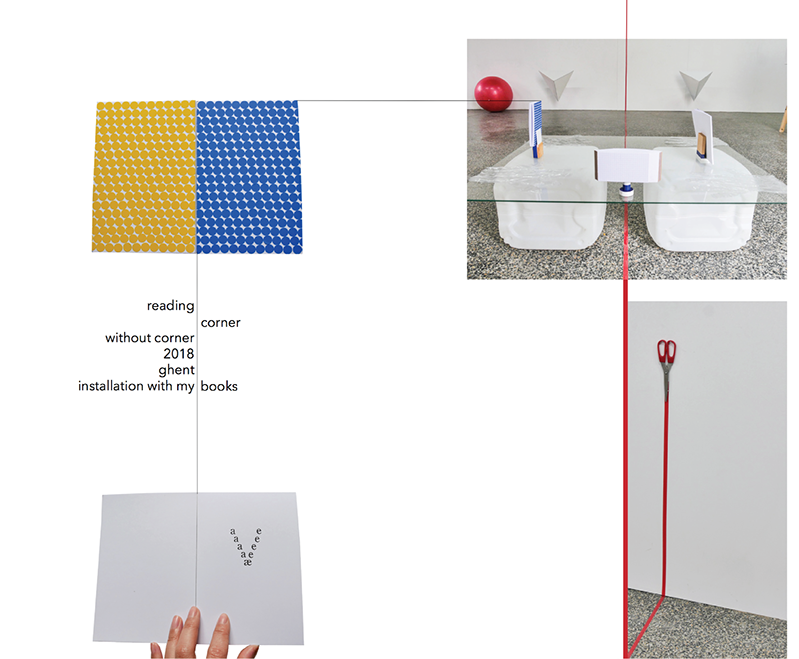 reading
corner
without corner
2018
ghent
installation with my books
a e
a e
a e
a e
æ